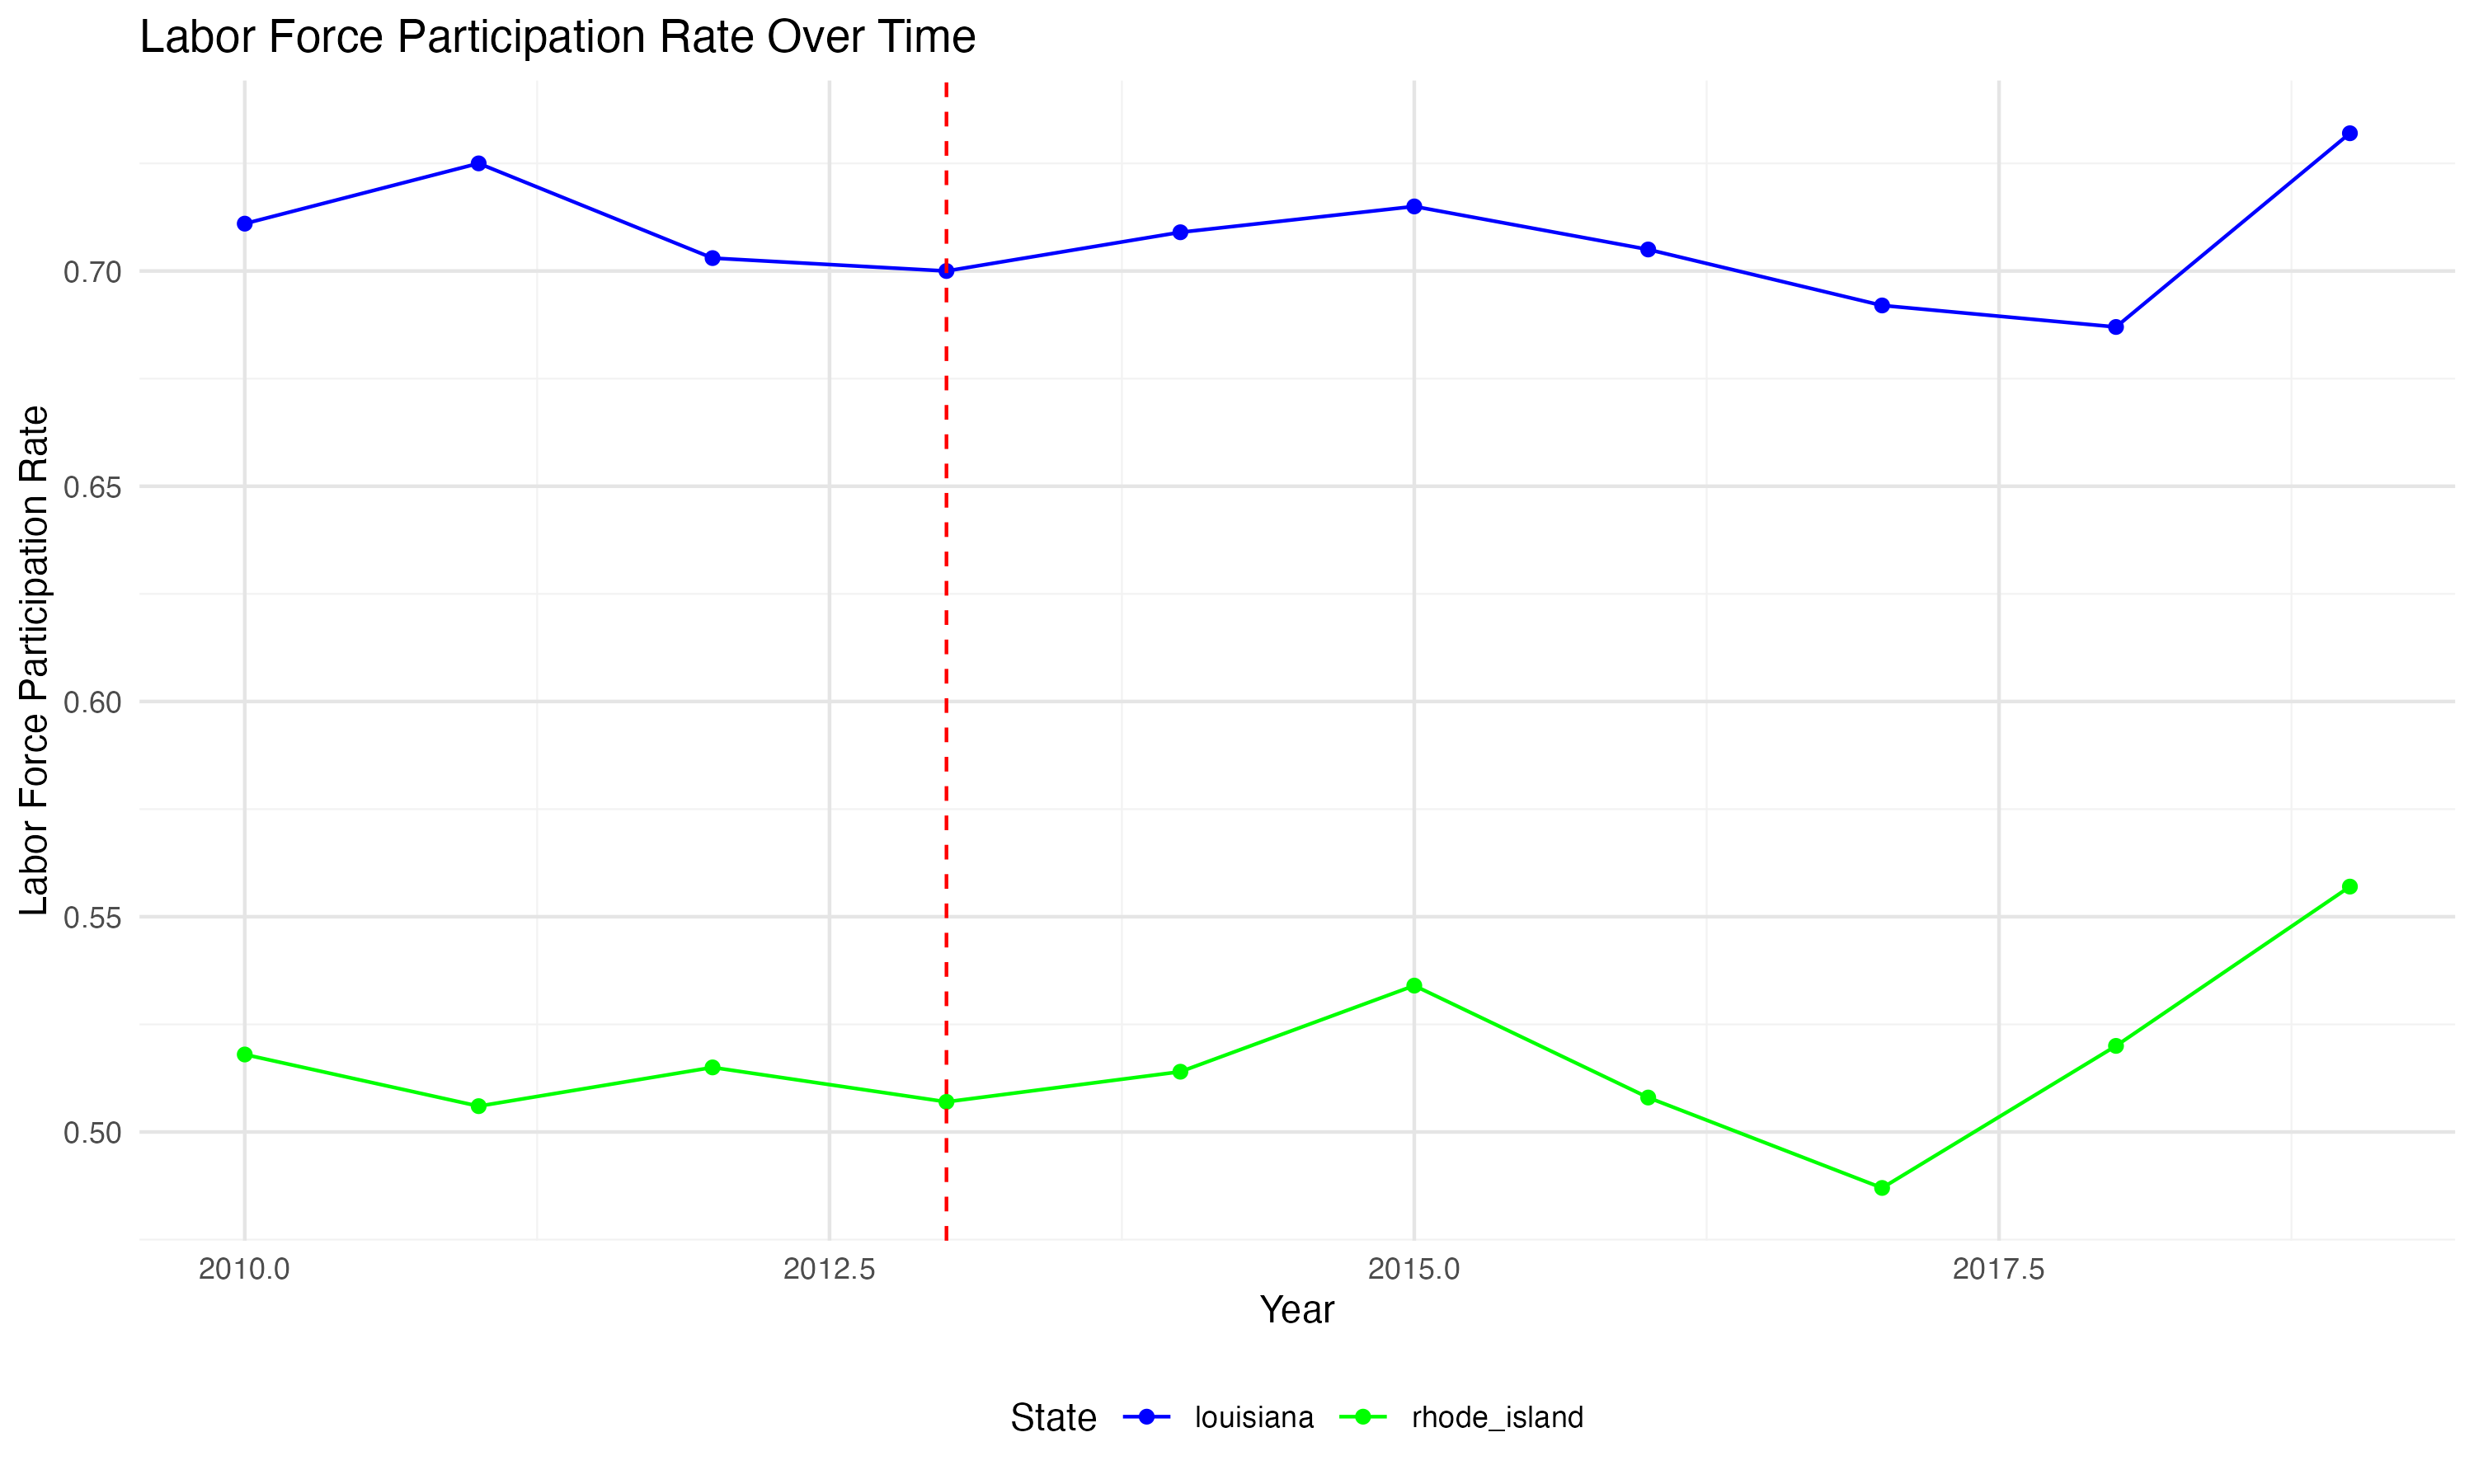 Labor Force Participation Rate Over Time
Labor Force Participation Rate
0.70
0.65
0.60
0.55
0.50
2010.0 2012.5 2015.0 2017.5
Year
State louisiana rhode_island